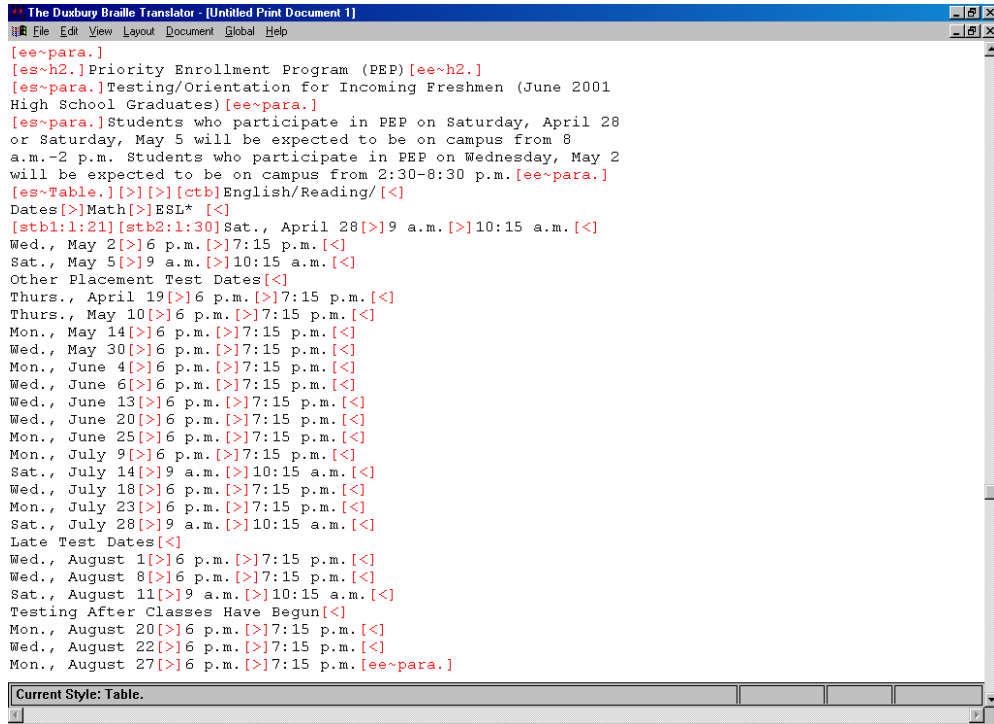 The Duxbury Braille Translator - [Untitled Print Document 1]
File Edit View Layout Document Global Help
[ee~para.]
[es~h2.]Priority Enrollment Program (PEP)[ee~h2.]
[es~para.]Testing/Orientation for Incoming Freshmen (June 2001
High School Graduates)[ee~para.]
[es~para.]Students who participate in PEP on Saturday, April 28
or Saturday, May 5 will be expected to be on campus from 8
a.m.-2 p.m. Students who participate in PEP on Wednesday, May 2
will be expected to be on campus from 2:30-8:30 p.m.[ee~para.]
[es~Table.][>][>][ctb]English/Reading/[<]
Dates[>]Math[>]ESL* [<]
[stb1:l:21][stb2:l:30]Sat., April 28[>]9 a.m.[>]10:15 a.m.[<]
Wed., May 2[>]6 p.m.[>]7:15 p.m.[<]
Sat., May 5[>]9 a.m.[>]10:15 a.m.[<]
Other Placement Test Dates[<]
Thurs., April 19[>]6 p.m.[>]7:15 p.m.[<]
Thurs., May 10[>]6 p.m.[>]7:15 p.m.[<]
Mon., May 14[>]6 p.m.[>]7:15 p.m.[<]
Wed., May 30[>]6 p.m.[>]7:15 p.m.[<]
Mon., June 4[>]6 p.m.[>]7:15 p.m.[<]
Wed., June 6[>]6 p.m.[>]7:15 p.m.[<]
Wed., June 13[>]6 p.m.[>]7:15 p.m.[<]
Wed., June 20[>]6 p.m.[>]7:15 p.m.[<]
Mon., June 25[>]6 p.m.[>]7:15 p.m.[<]
Mon., July 9[>]6 p.m.[>]7:15 p.m.[<]
Sat., July 14[>]9 a.m.[>]10:15 a.m.[<]
Wed., July 18[>]6 p.m.[>]7:15 p.m.[<]
Mon., July 23[>]6 p.m.[>]7:15 p.m.[<]
Sat., July 28[>]9 a.m.[>]10:15 a.m.[<]
Late Test Dates[<]
Wed., August 1[>]6 p.m.[>]7:15 p.m.[<]
Wed., August 8[>]6 p.m.[>]7:15 p.m.[<]
Sat., August 11[>]9 a.m.[>]10:15 a.m.[<]
Testing After Classes Have Begun[<]
Mon., August 20[>]6 p.m.[>]7:15 p.m.[<]
Wed., August 22[>]6 p.m.[>]7:15 p.m.[<]
Mon., August 27[>]6 p.m.[>]7:15 p.m.[ee~para.]
Current Style: Table.